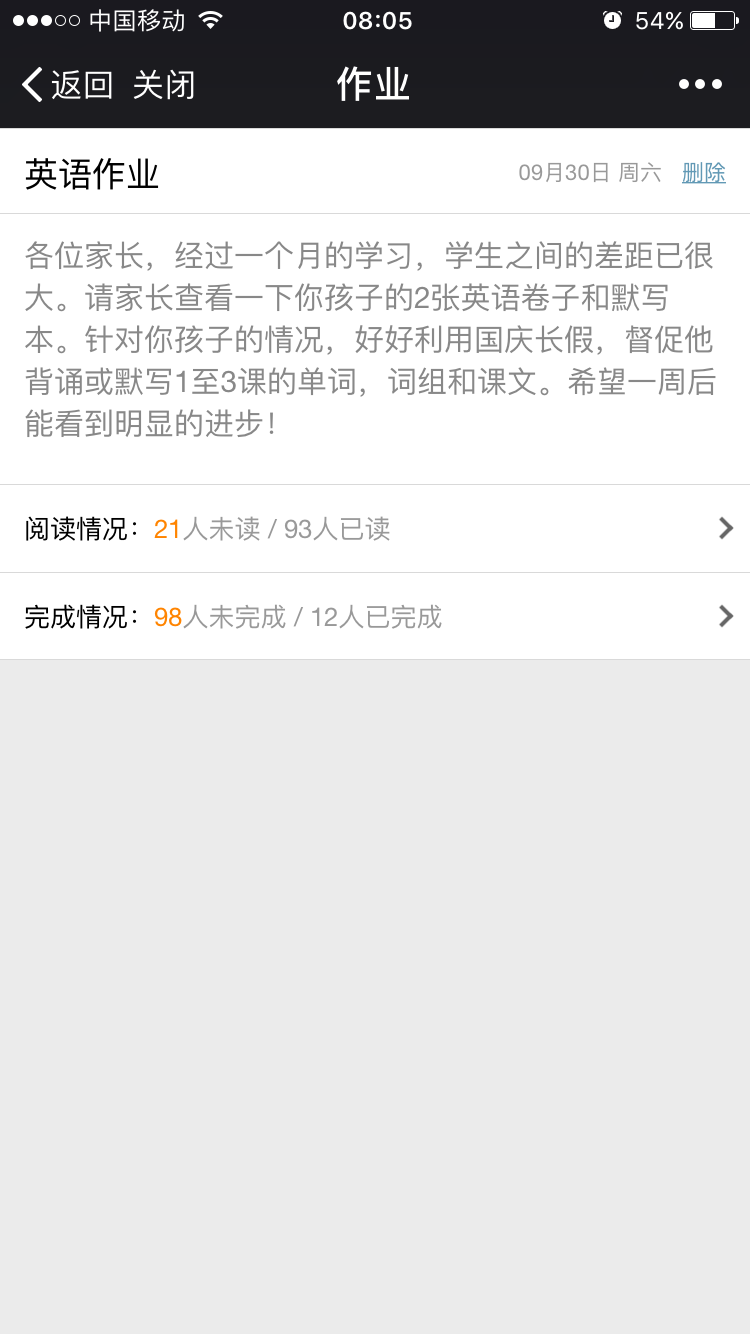 中国移动 08:05 54%
返回 关闭 作业
英语作业 09月30日 周六 删除
各位家长，经过一个月的学习，学生之间的差距已很
大。请家长查看一下你孩子的2张英语卷子和默写
本。针对你孩子的情况，好好利用国庆长假，督促他
背诵或默写1至3课的单词，词组和课文。希望一周后
能看到明显的进步！
阅读情况：21人未读 / 93人已读
完成情况：98人未完成 / 12人已完成